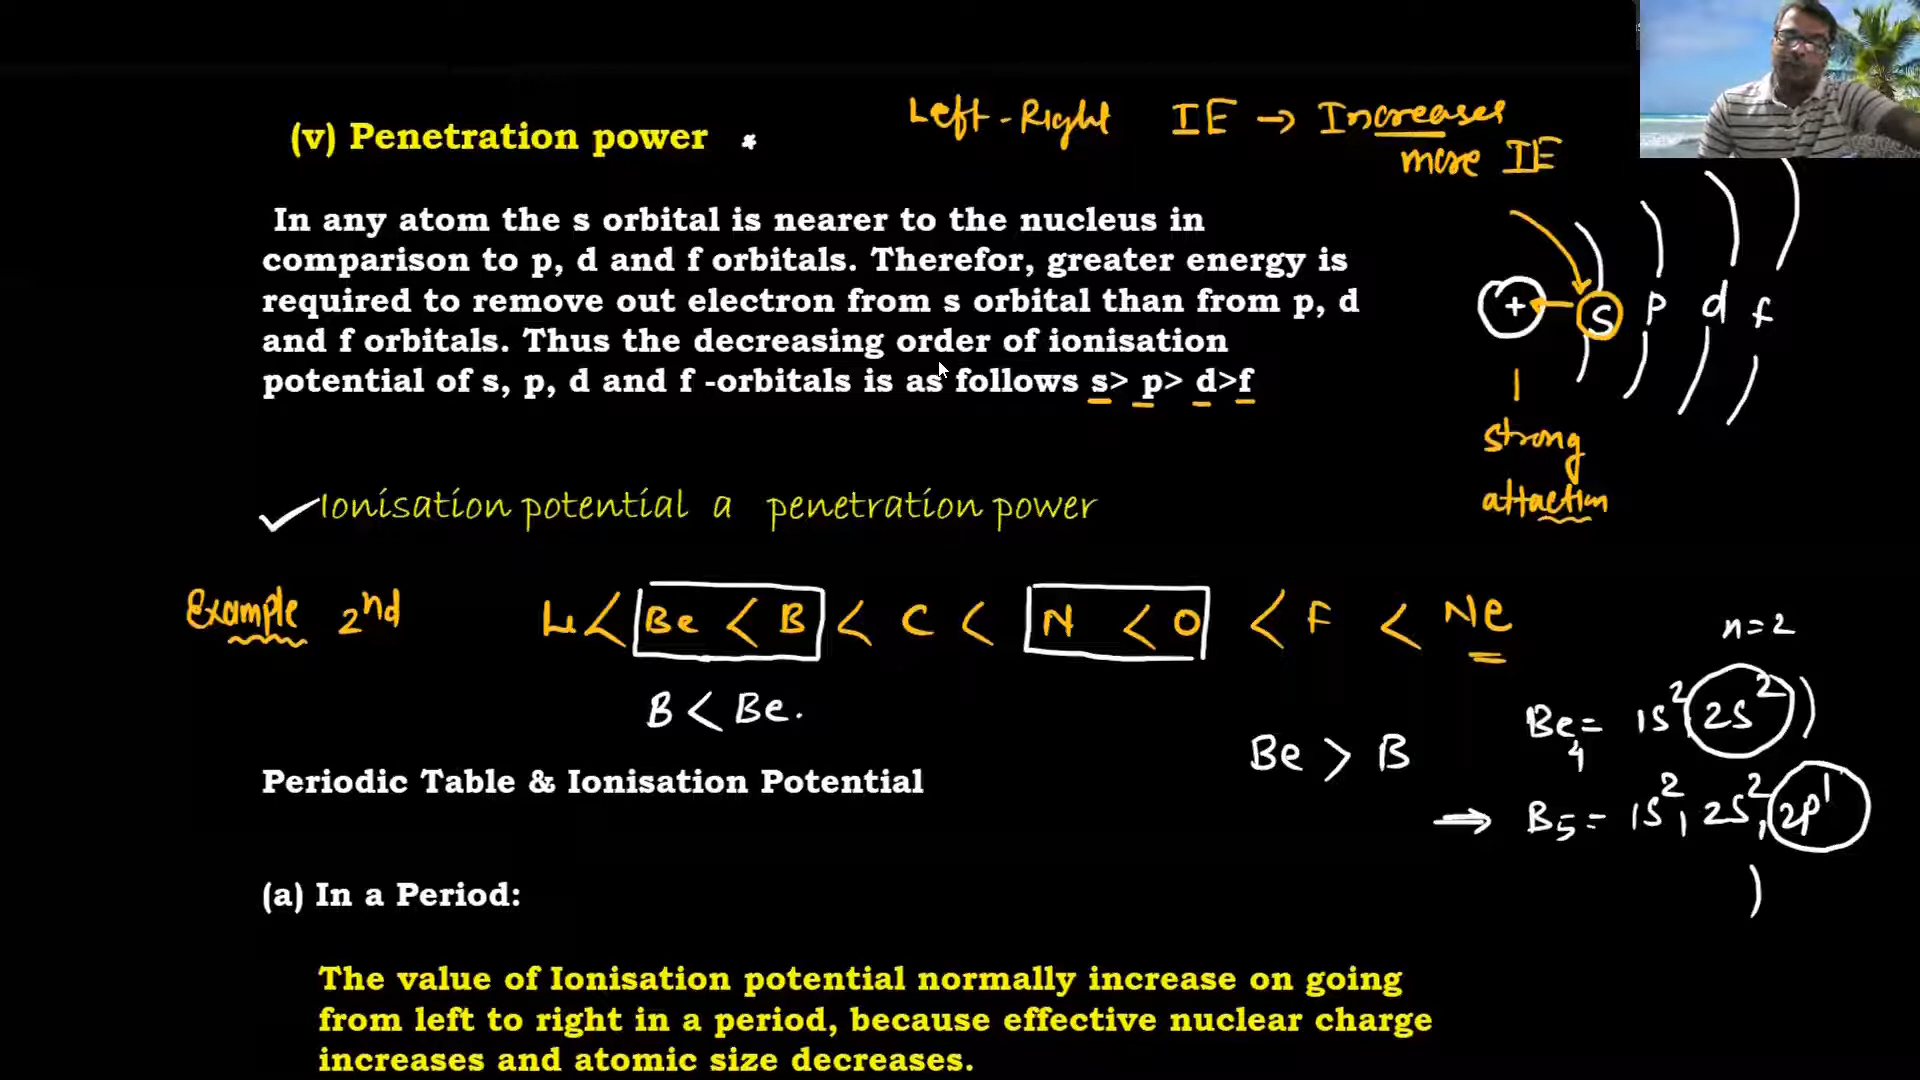 (v) Penetration power *
Left-Right IE → Increases
more IE
In any atom the s orbital is nearer to the nucleus in
comparison to p, d and f orbitals. Therefor, greater energy is
required to remove out electron from s orbital than from p, d
and f orbitals. Thus the decreasing order of ionisation
potential of s, p, d and f -orbitals is as follows s> p> d>f
+ S p d f
strong
attaction
Ionisation potential a penetration power
Example 2nd Li < Be < B < C < N < O < F < Ne
n=2
B < Be.
Be4= 1s² 2s²
Be > B
B5= 1s², 2s², 2p¹
Periodic Table & Ionisation Potential
(a) In a Period:
The value of Ionisation potential normally increase on going
from left to right in a period, because effective nuclear charge
increases and atomic size decreases.